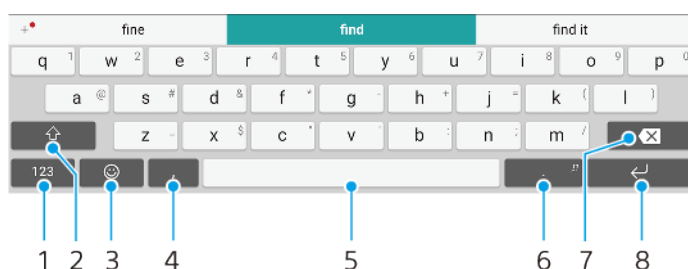 + fine find find it
q 1 w 2 e 3 r 4 t 5 y 6 u 7 i 8 o 9 p 0
a @ s # d & f * g - h + j = k ( l )
z _ x $ c " v ' b : n ; m /
123 , . !?
1 2 3 4 5 6 7 8